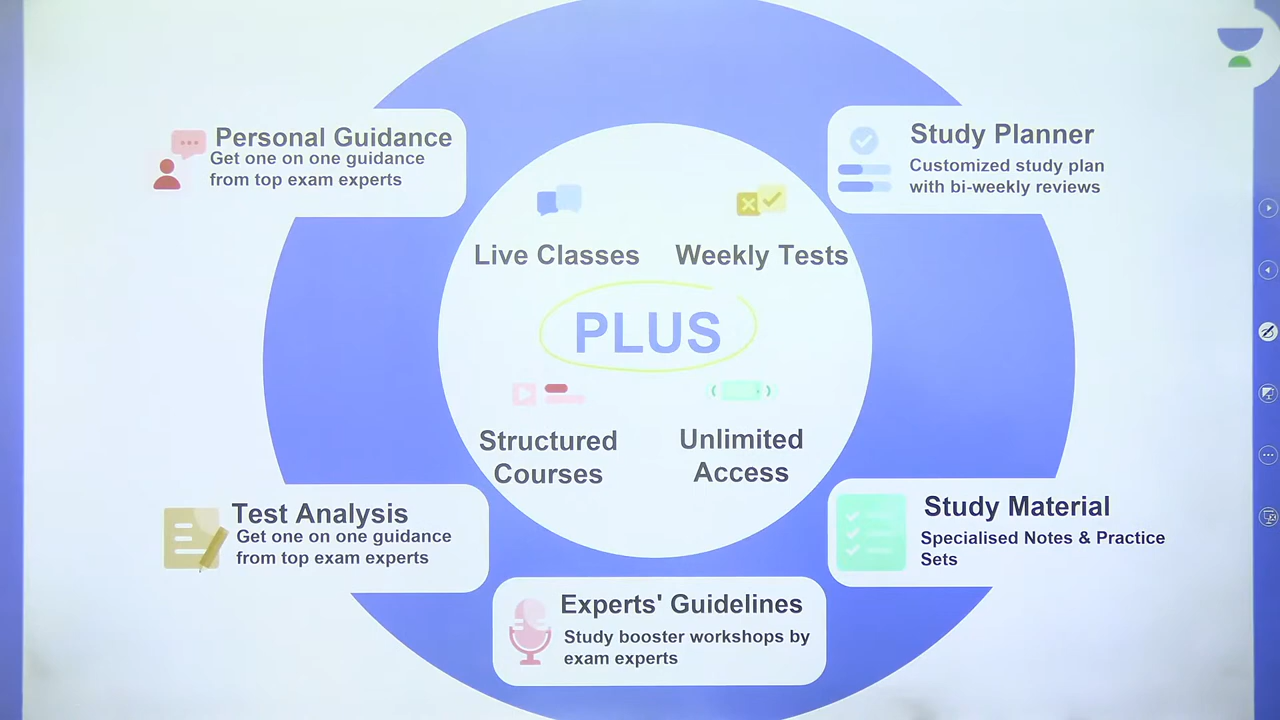 Personal Guidance
Get one on one guidance
from top exam experts
Study Planner
Customized study plan
with bi-weekly reviews
Live Classes
Weekly Tests
PLUS
Structured
Courses
Unlimited
Access
Test Analysis
Get one on one guidance
from top exam experts
Study Material
Specialised Notes & Practice
Sets
Experts' Guidelines
Study booster workshops by
exam experts